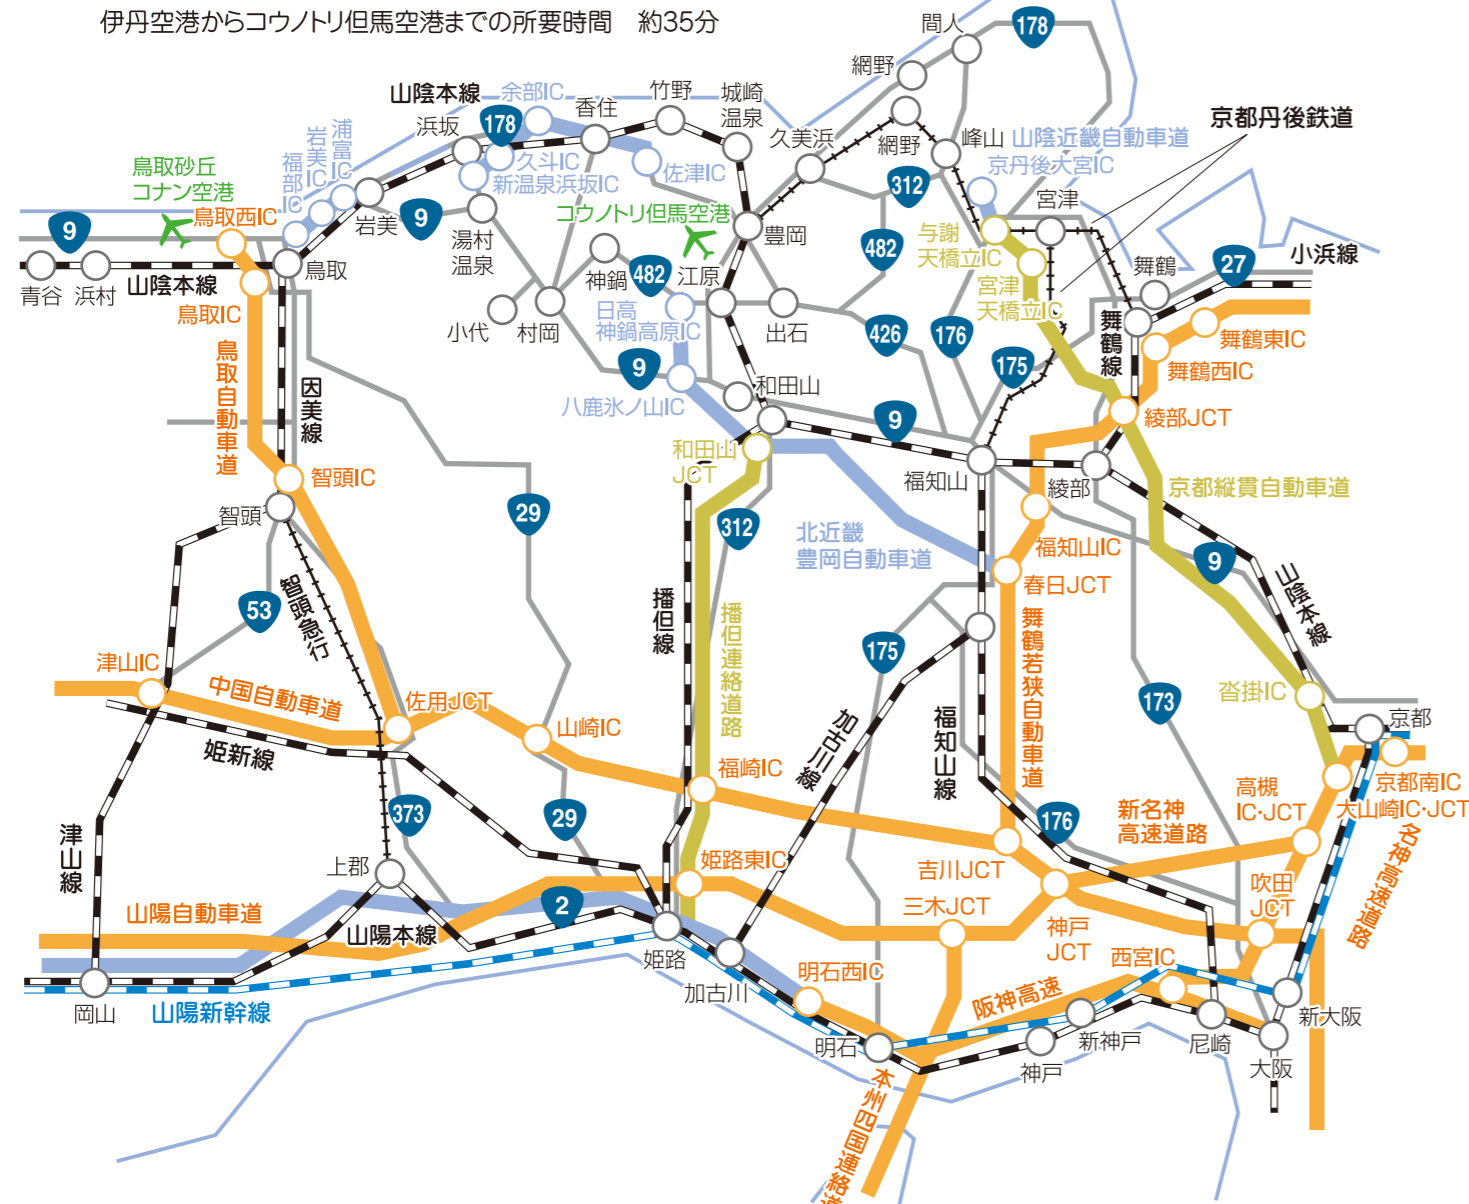 伊丹空港からコウノトリ但馬空港までの所要時間　約35分
間人
178
網野
山陰本線
余部IC
竹野
城崎
温泉
香住
浜坂
178
久美浜
網野
峰山
山陰近畿自動車道
京都丹後鉄道
京丹後大宮IC
浦富IC
岩美IC
福部IC
久斗IC
新温泉浜坂IC
佐津IC
鳥取砂丘
コナン空港
鳥取西IC
9
岩美
9
湯村
温泉
コウノトリ但馬空港
豊岡
312
482
与謝
天橋立IC
宮津
宮津
天橋立IC
舞鶴
27
小浜線
青谷
浜村
山陰本線
鳥取
鳥取IC
神鍋
482
江原
小代
村岡
日高
神鍋高原IC
出石
426
176
175
舞鶴線
舞鶴東IC
舞鶴西IC
鳥取自動車道
因美線
9
八鹿氷ノ山IC
和田山
9
綾部JCT
和田山
JCT
福知山
綾部
京都縦貫自動車道
智頭IC
智頭
29
312
北近畿
豊岡自動車道
福知山IC
春日JCT
9
山陰本線
53
智頭急行
播但線
播但連絡道路
175
舞鶴若狭自動車道
津山IC
中国自動車道
佐用JCT
山崎IC
姫新線
加古川線
福知山線
173
沓掛IC
京都
福崎IC
京都南IC
大山崎IC・JCT
高槻
IC・JCT
新名神
高速道路
名神高速道路
津山線
373
29
176
上郡
姫路東IC
吉川JCT
三木JCT
神戸
JCT
吹田
JCT
山陽自動車道
山陽本線
2
姫路
加古川
明石西IC
西宮IC
阪神高速
岡山
山陽新幹線
明石
神戸
新神戸
尼崎
大阪
新大阪
本州四国連絡道